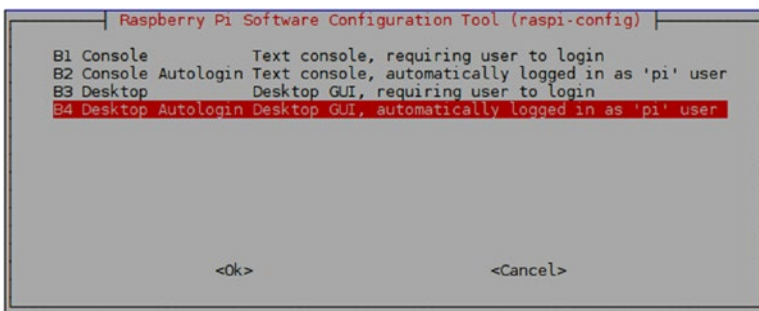 Raspberry Pi Software Configuration Tool (raspi-config)
B1 Console Text console, requiring user to login
B2 Console Autologin Text console, automatically logged in as 'pi' user
B3 Desktop Desktop GUI, requiring user to login
B4 Desktop Autologin Desktop GUI, automatically logged in as 'pi' user
<Ok> <Cancel>